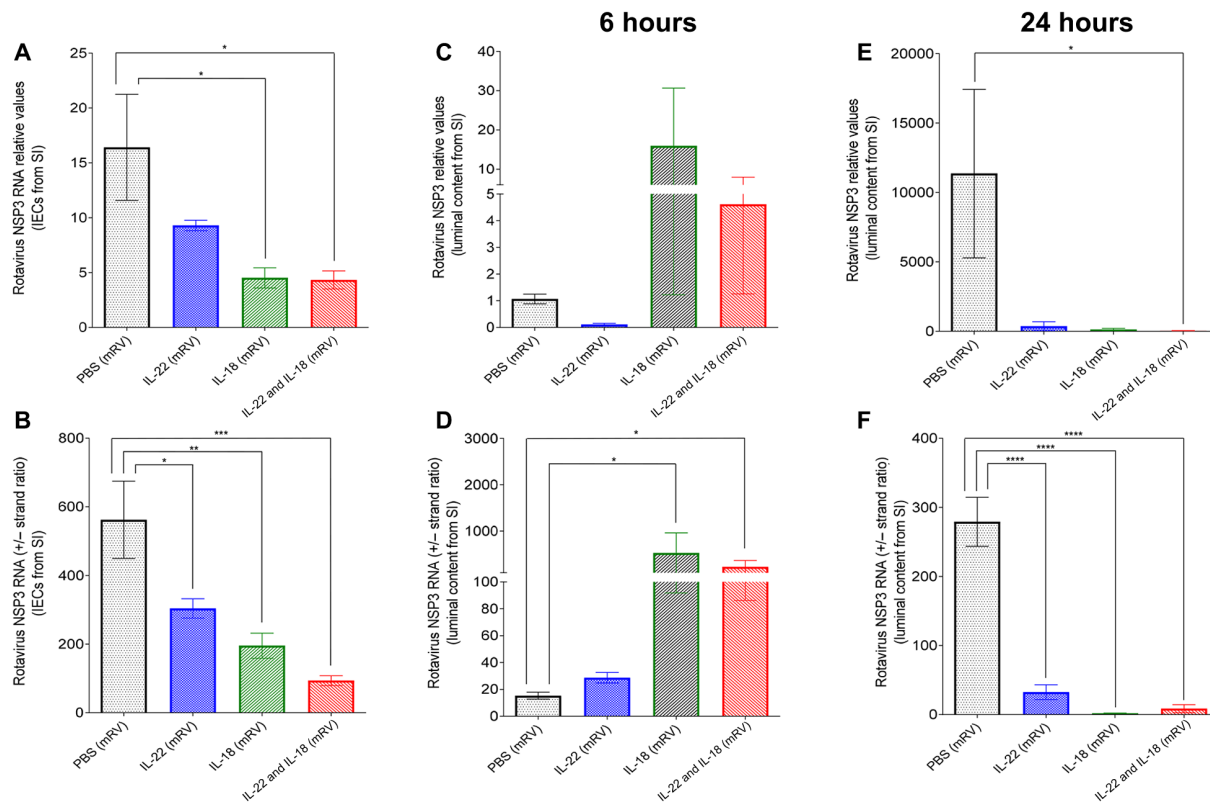 6 hours
24 hours
A
*
*
25
20
15
10
5
0
Rotavirus NSP3 RNA relative values
(IECs from SI)
PBS (mRV)
IL-22 (mRV)
IL-18 (mRV)
IL-22 and IL-18 (mRV)
C
40
30
20
10
5
4
3
2
1
0
Rotavirus NSP3 relative values
(luminal content from SI)
PBS (mRV)
IL-22 (mRV)
IL-18 (mRV)
IL-22 and IL-18 (mRV)
E
*
20000
15000
10000
5000
0
Rotavirus NSP3 relative values
(luminal content from SI)
PBS (mRV)
IL-22 (mRV)
IL-18 (mRV)
IL-22 and IL-18 (mRV)
B
***
**
*
800
600
400
200
0
Rotavirus NSP3 RNA (+/− strand ratio)
(IECs from SI)
PBS (mRV)
IL-22 (mRV)
IL-18 (mRV)
IL-22 and IL-18 (mRV)
D
*
*
3000
2000
1000
100
80
60
40
20
0
Rotavirus NSP3 RNA (+/− strand ratio)
(luminal content from SI)
PBS (mRV)
IL-22 (mRV)
IL-18 (mRV)
IL-22 and IL-18 (mRV)
F
****
****
****
400
300
200
100
0
Rotavirus NSP3 RNA (+/− strand ratio)
(luminal content from SI)
PBS (mRV)
IL-22 (mRV)
IL-18 (mRV)
IL-22 and IL-18 (mRV)